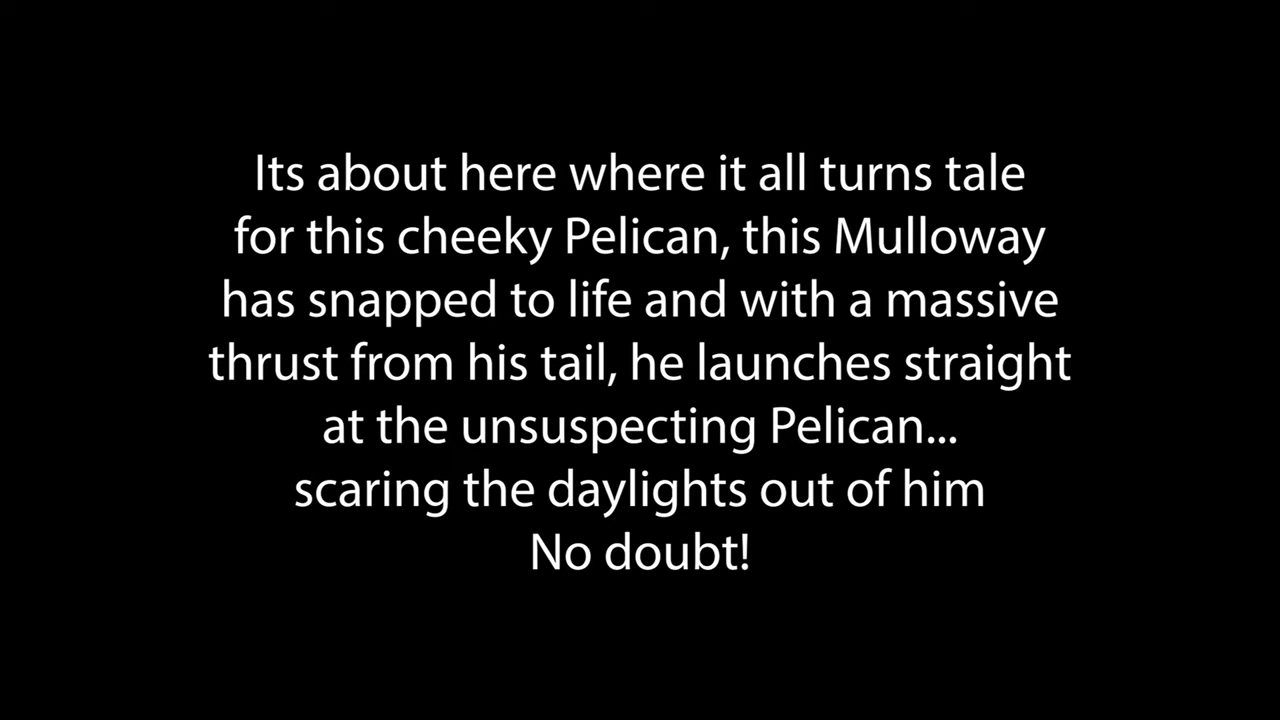 Its about here where it all turns tale
for this cheeky Pelican, this Mulloway
has snapped to life and with a massive
thrust from his tail, he launches straight
at the unsuspecting Pelican...
scaring the daylights out of him
No doubt!